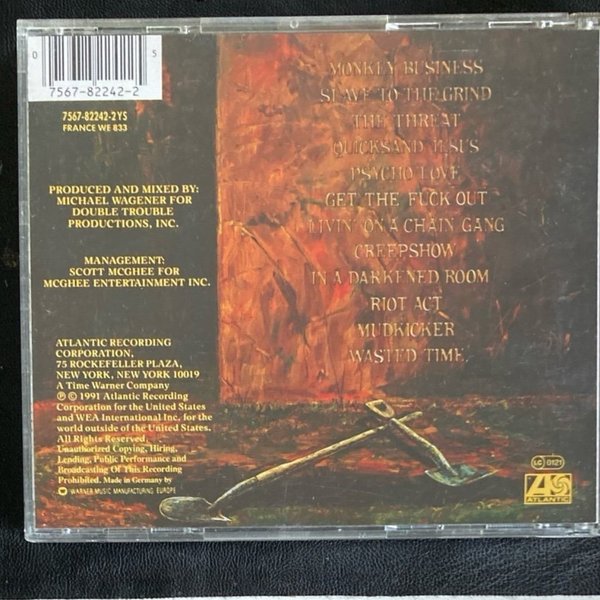 0 5
7567-82242-2
7567-82242-2 YS
FRANCE WE 833
PRODUCED AND MIXED BY:
MICHAEL WAGENER FOR
DOUBLE TROUBLE
PRODUCTIONS, INC.
MANAGEMENT:
SCOTT MCGHEE FOR
MCGHEE ENTERTAINMENT INC.
ATLANTIC RECORDING
CORPORATION,
75 ROCKEFELLER PLAZA,
NEW YORK, NEW YORK 10019
A Time Warner Company
℗ © 1991 Atlantic Recording
Corporation for the United States
and WEA International Inc. for the
world outside of the United States.
All Rights Reserved.
Unauthorized Copying, Hiring,
Lending, Public Performance and
Broadcasting Of This Recording
Prohibited. Made in Germany by
WARNER MUSIC MANUFACTURING EUROPE
MONKEY BUSINESS
SLAVE TO THE GRIND
THE THREAT
QUICKSAND JESUS
PSYCHO LOVE
GET THE FUCK OUT
LIVIN' ON A CHAIN GANG
CREEPSHOW
IN A DARKENED ROOM
RIOT ACT
MUDKICKER
WASTED TIME
LC 0121
ATLANTIC